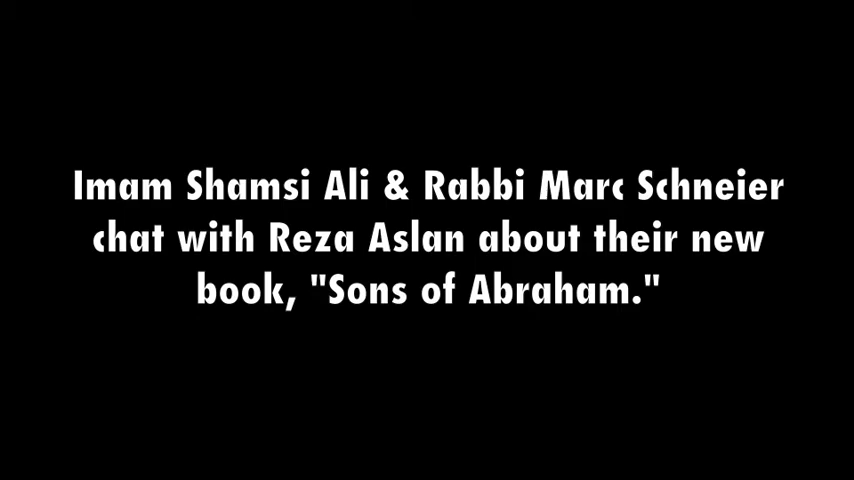 Imam Shamsi Ali & Rabbi Marc Schneier
chat with Reza Aslan about their new
book, "Sons of Abraham."